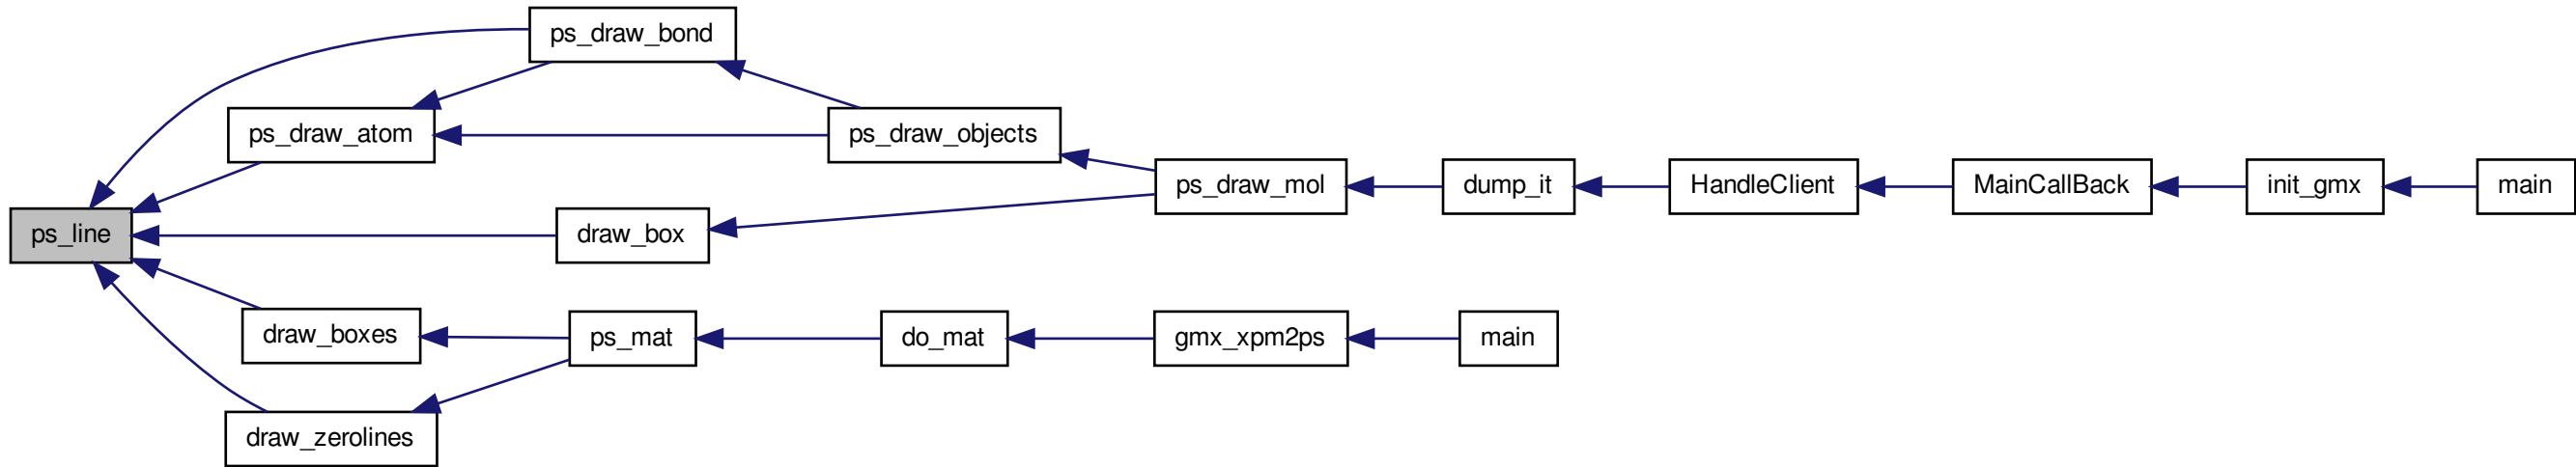 ps_draw_bond
ps_draw_atom
ps_draw_objects
ps_draw_mol
dump_it
HandleClient
MainCallBack
init_gmx
main
ps_line
draw_box
draw_boxes
ps_mat
do_mat
gmx_xpm2ps
main
draw_zerolines